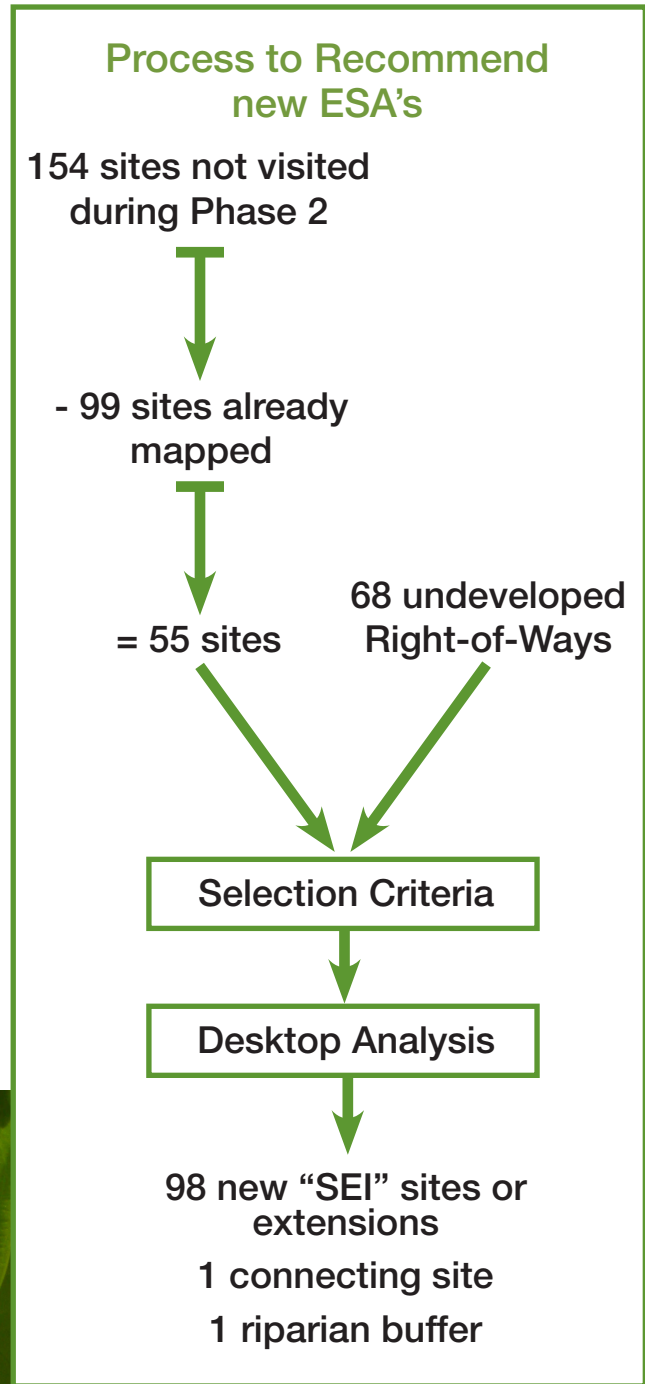 Process to Recommend
new ESA's
154 sites not visited
during Phase 2
- 99 sites already
mapped
= 55 sites
68 undeveloped
Right-of-Ways
Selection Criteria
Desktop Analysis
98 new “SEI” sites or
extensions
1 connecting site
1 riparian buffer